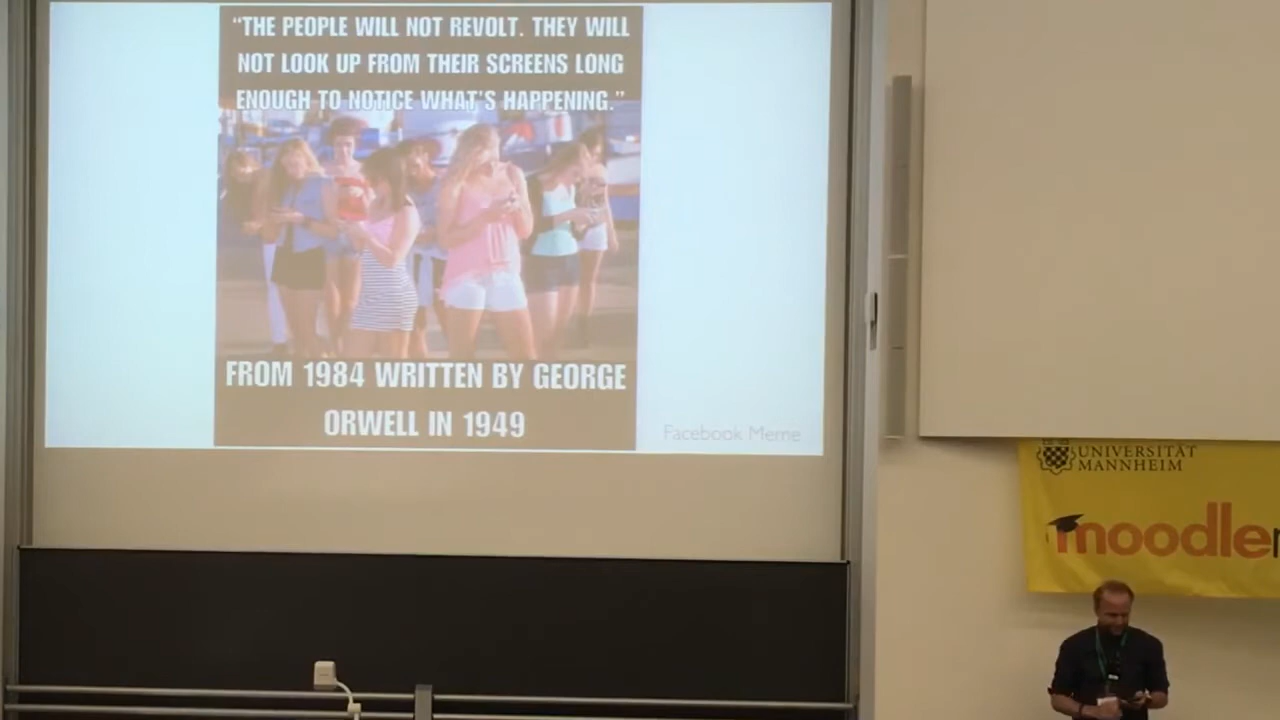 “THE PEOPLE WILL NOT REVOLT. THEY WILL
NOT LOOK UP FROM THEIR SCREENS LONG
ENOUGH TO NOTICE WHAT'S HAPPENING.”
FROM 1984 WRITTEN BY GEORGE
ORWELL IN 1949
Facebook Meme
UNIVERSITÄT
MANNHEIM
moodle